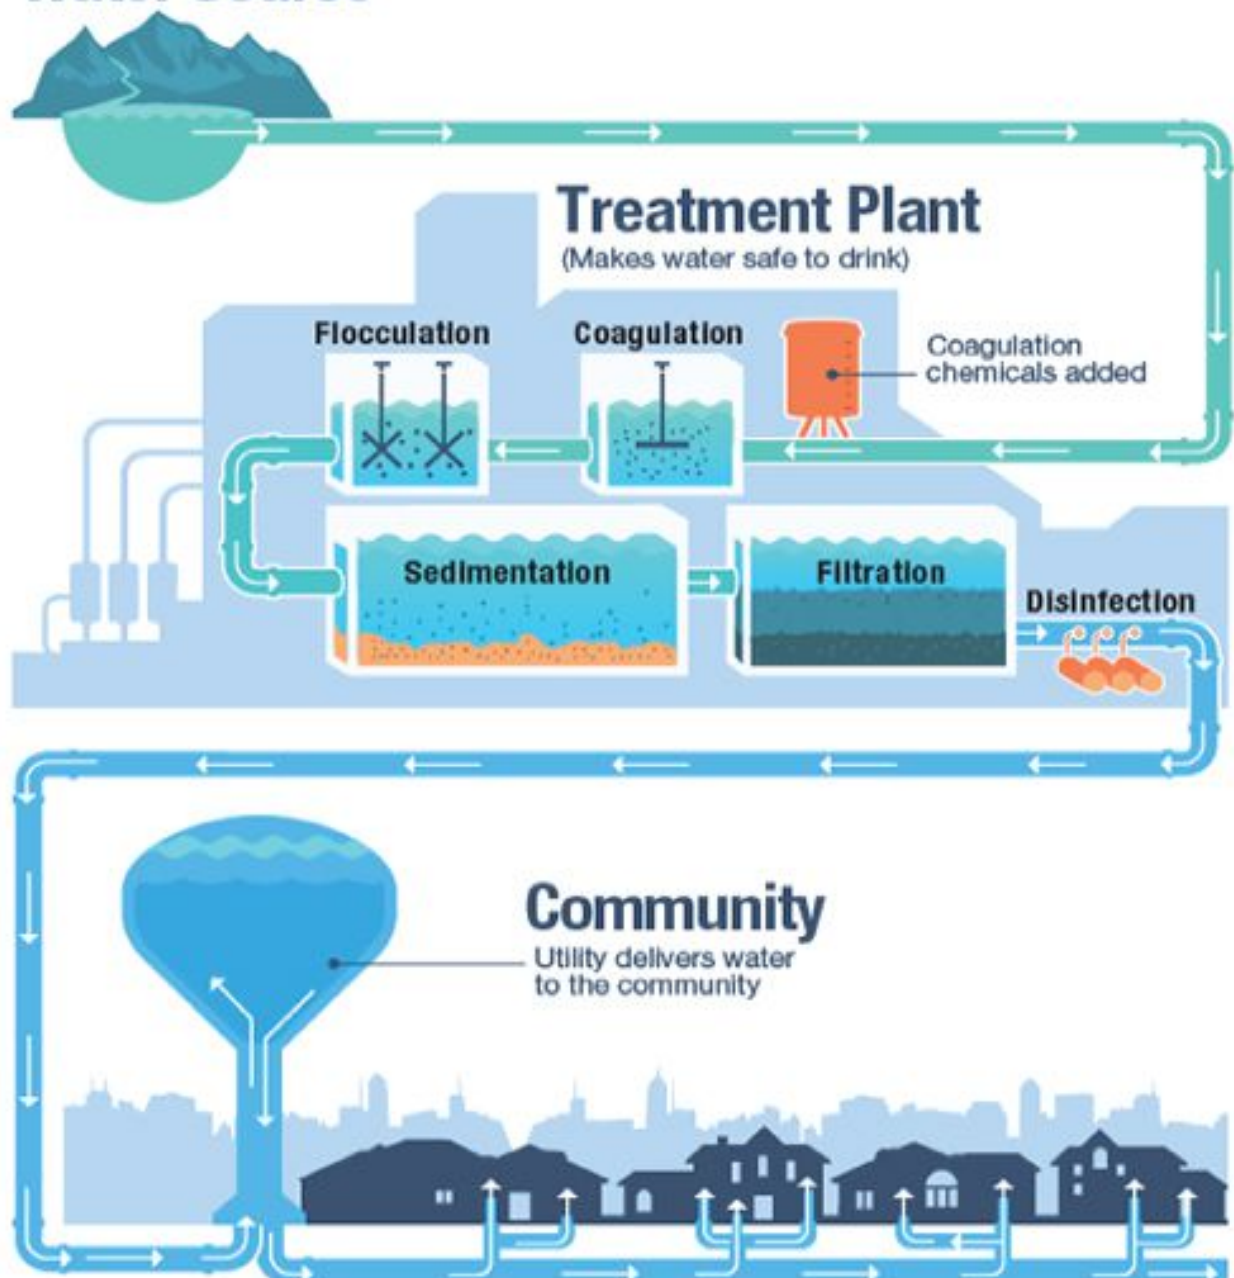 Treatment Plant
(Makes water safe to drink)
Flocculation
Coagulation
Coagulation
chemicals added
Sedimentation
Filtration
Disinfection
Community
Utility delivers water
to the community